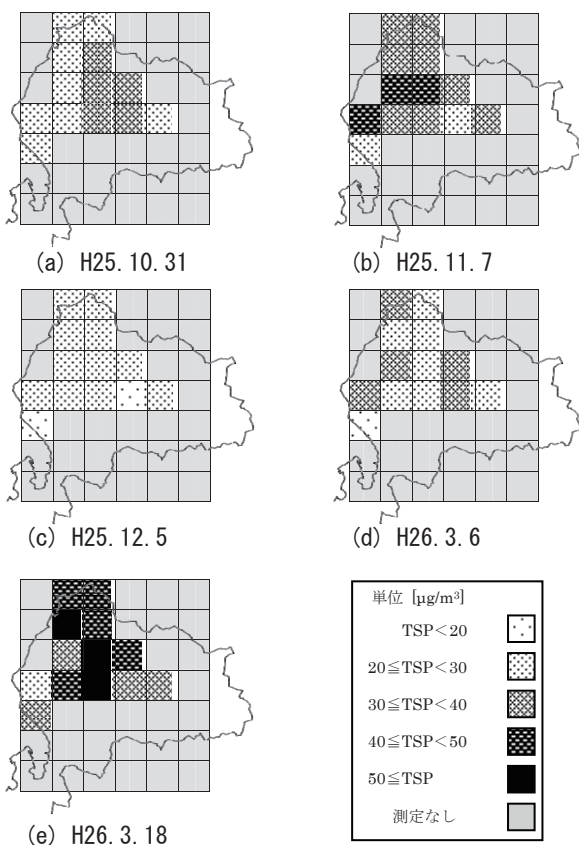 (a) H25.10.31
(b) H25.11.7
(c) H25.12.5
(d) H26.3.6
(e) H26.3.18
単位 [µg/m³]
TSP<20
20≦TSP<30
30≦TSP<40
40≦TSP<50
50≦TSP
測定なし